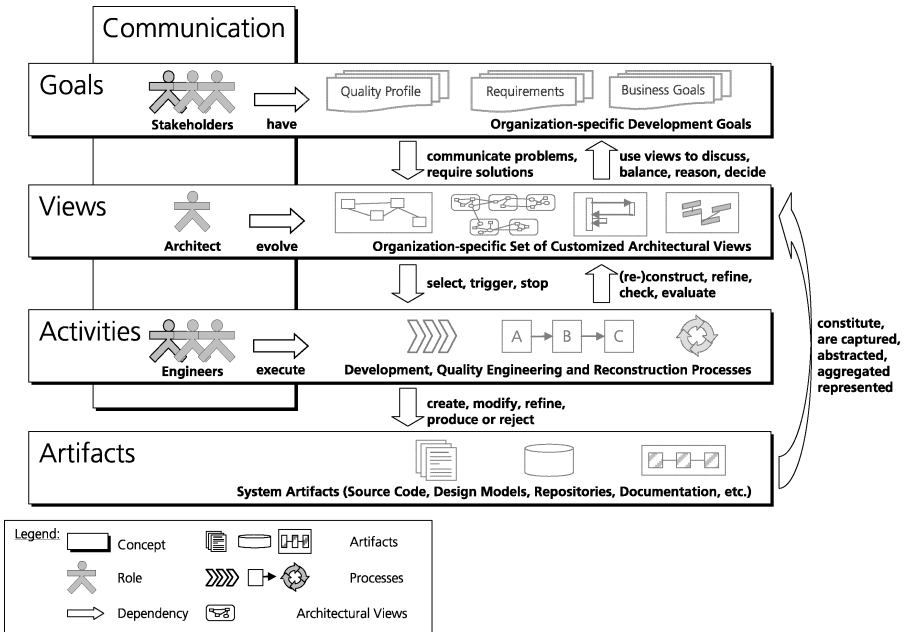 Communication
Goals
Stakeholders
have
Quality Profile
Requirements
Business Goals
Organization-specific Development Goals
communicate problems,
require solutions
use views to discuss,
balance, reason, decide
Views
Architect
evolve
Organization-specific Set of Customized Architectural Views
select, trigger, stop
(re-)construct, refine,
check, evaluate
Activities
Engineers
execute
A
B
C
Development, Quality Engineering and Reconstruction Processes
constitute,
are captured,
abstracted,
aggregated
represented
create, modify, refine,
produce or reject
Artifacts
System Artifacts (Source Code, Design Models, Repositories, Documentation, etc.)
Legend:
Concept
Artifacts
Role
Processes
Dependency
Architectural Views